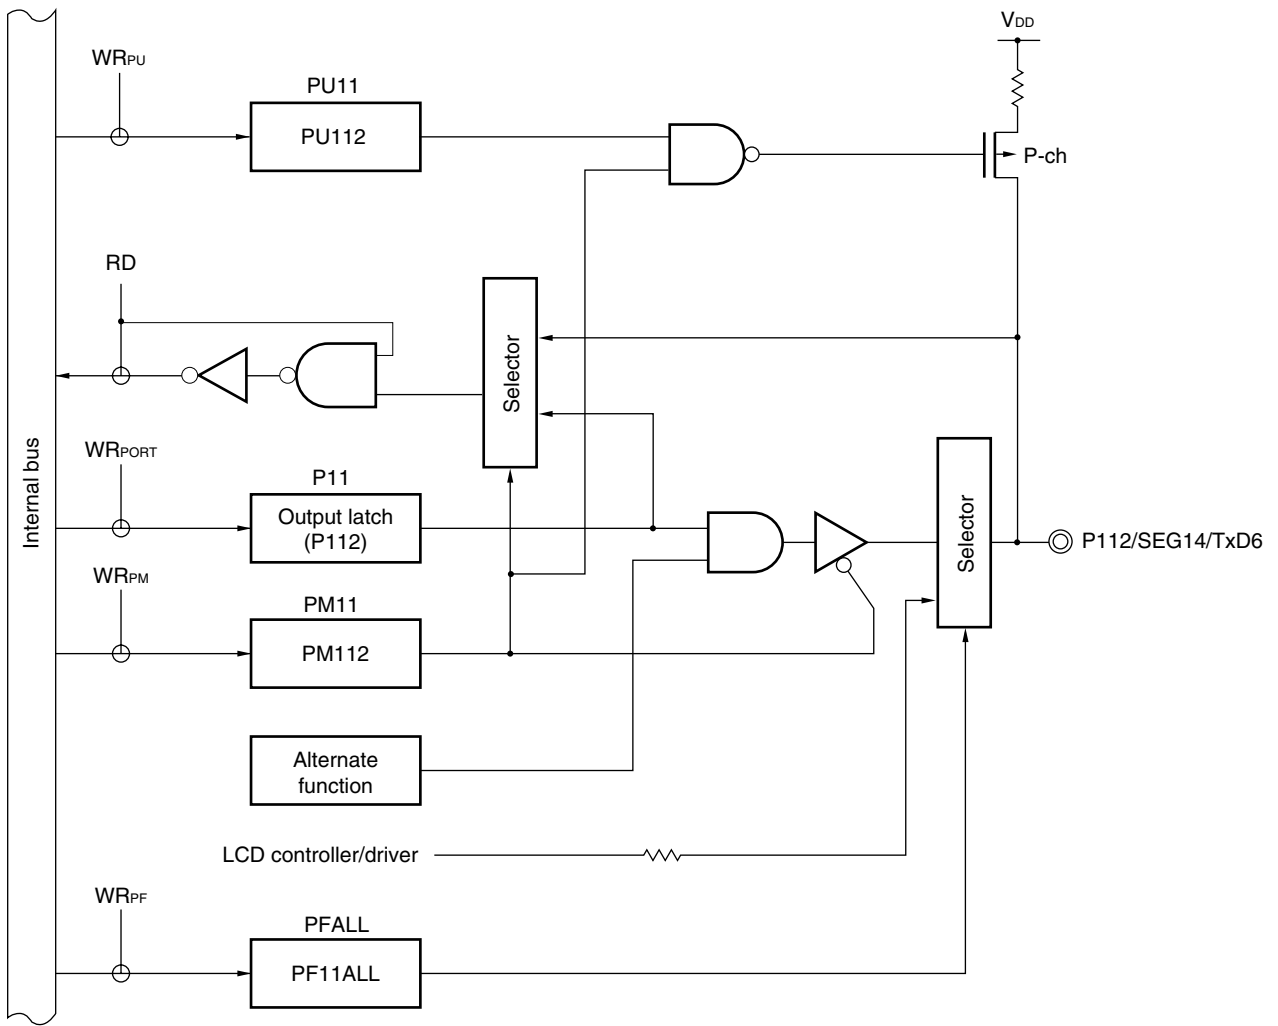 VDD
WRPU
PU11
PU112
P-ch
RD
Selector
Internal bus
WRPORT
P11
Output latch
(P112)
Selector
P112/SEG14/TxD6
WRPM
PM11
PM112
Alternate
function
LCD controller/driver
WRPF
PFALL
PF11ALL